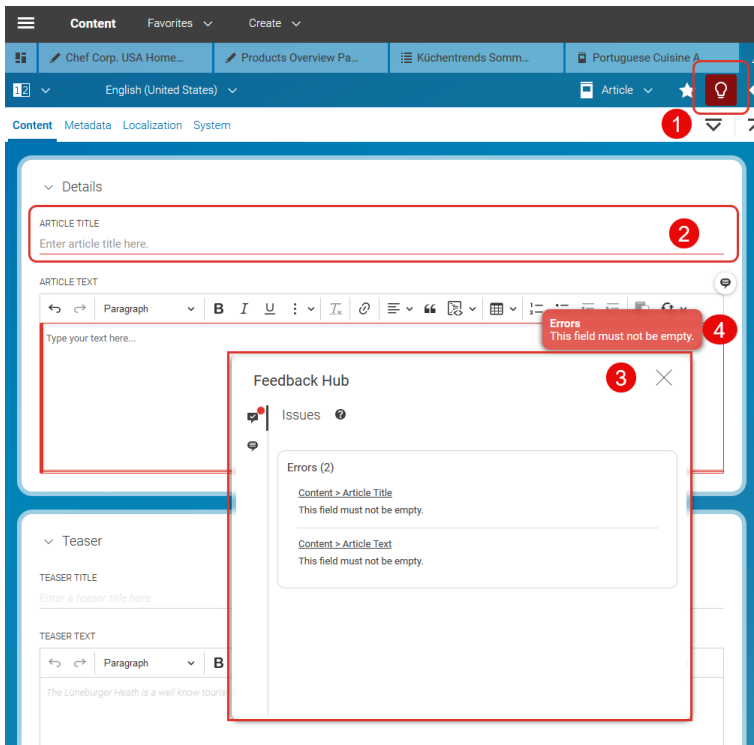 Content Favorites Create
Chef Corp. USA Home... Products Overview Pa... Küchentrends Somm... Portuguese Cuisine A
12 English (United States) Article
Content Metadata Localization System
1
Details
ARTICLE TITLE
Enter article title here.
2
ARTICLE TEXT
Paragraph B I U
Errors
This field must not be empty.
4
Type your text here...
Feedback Hub
3
Issues
Errors (2)
Content > Article Title
This field must not be empty.
Content > Article Text
This field must not be empty.
Teaser
TEASER TITLE
Enter a teaser title here.
TEASER TEXT
Paragraph B
The Lüneburger Heath is a well know